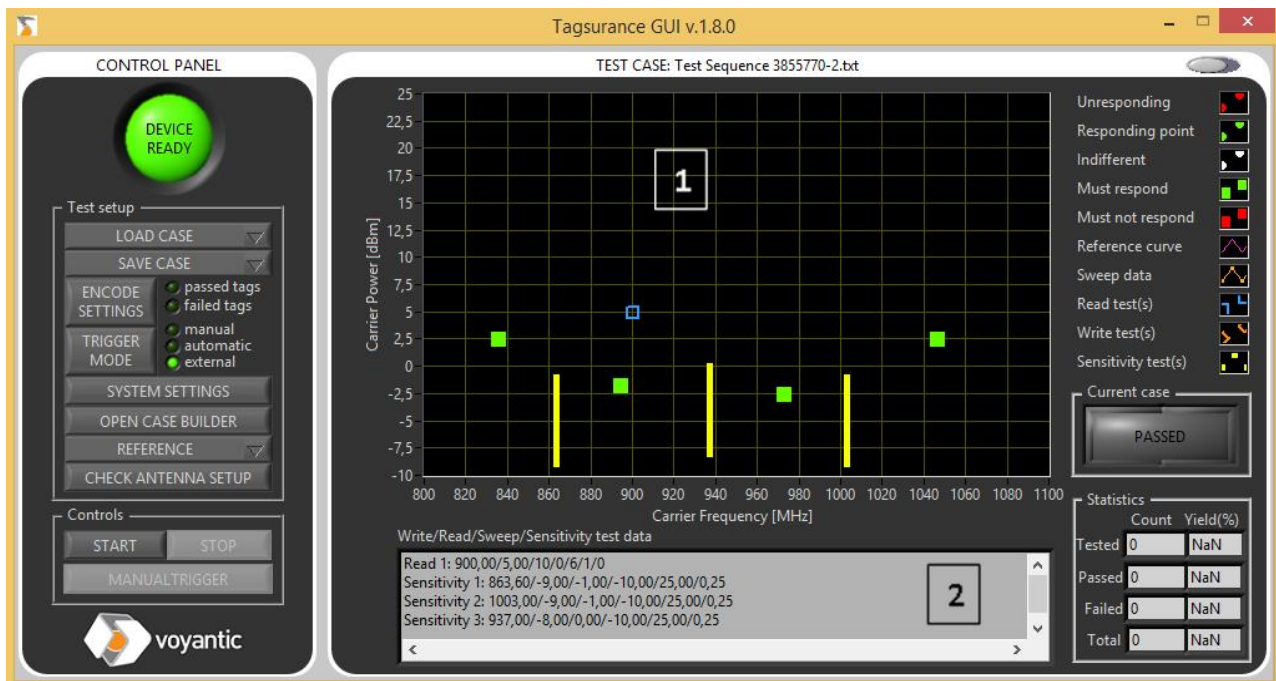 Tagsurance GUI v.1.8.0
CONTROL PANEL
DEVICE
READY
Test setup
LOAD CASE
SAVE CASE
ENCODE
SETTINGS
passed tags
failed tags
TRIGGER
MODE
manual
automatic
external
SYSTEM SETTINGS
OPEN CASE BUILDER
REFERENCE
CHECK ANTENNA SETUP
Controls
START
STOP
MANUALTRIGGER
voyantic
TEST CASE: Test Sequence 3855770-2.txt
Carrier Power [dBm]
25
22,5
20
17,5
15
12,5
10
7,5
5
2,5
0
-2,5
-5
-7,5
-10
1
800 820 840 860 880 900 920 940 960 980 1000 1020 1040 1060 1080 1100
Carrier Frequency [MHz]
Write/Read/Sweep/Sensitivity test data
Read 1: 900,00/5,00/10/0/6/1/0
Sensitivity 1: 863,60/-9,00/-1,00/-10,00/25,00/0,25
Sensitivity 2: 1003,00/-9,00/-1,00/-10,00/25,00/0,25
Sensitivity 3: 937,00/-8,00/0,00/-10,00/25,00/0,25
2
Unresponding
Responding point
Indifferent
Must respond
Must not respond
Reference curve
Sweep data
Read test(s)
Write test(s)
Sensitivity test(s)
Current case
PASSED
Statistics
Count Yield(%)
Tested 0 NaN
Passed 0 NaN
Failed 0 NaN
Total 0 NaN